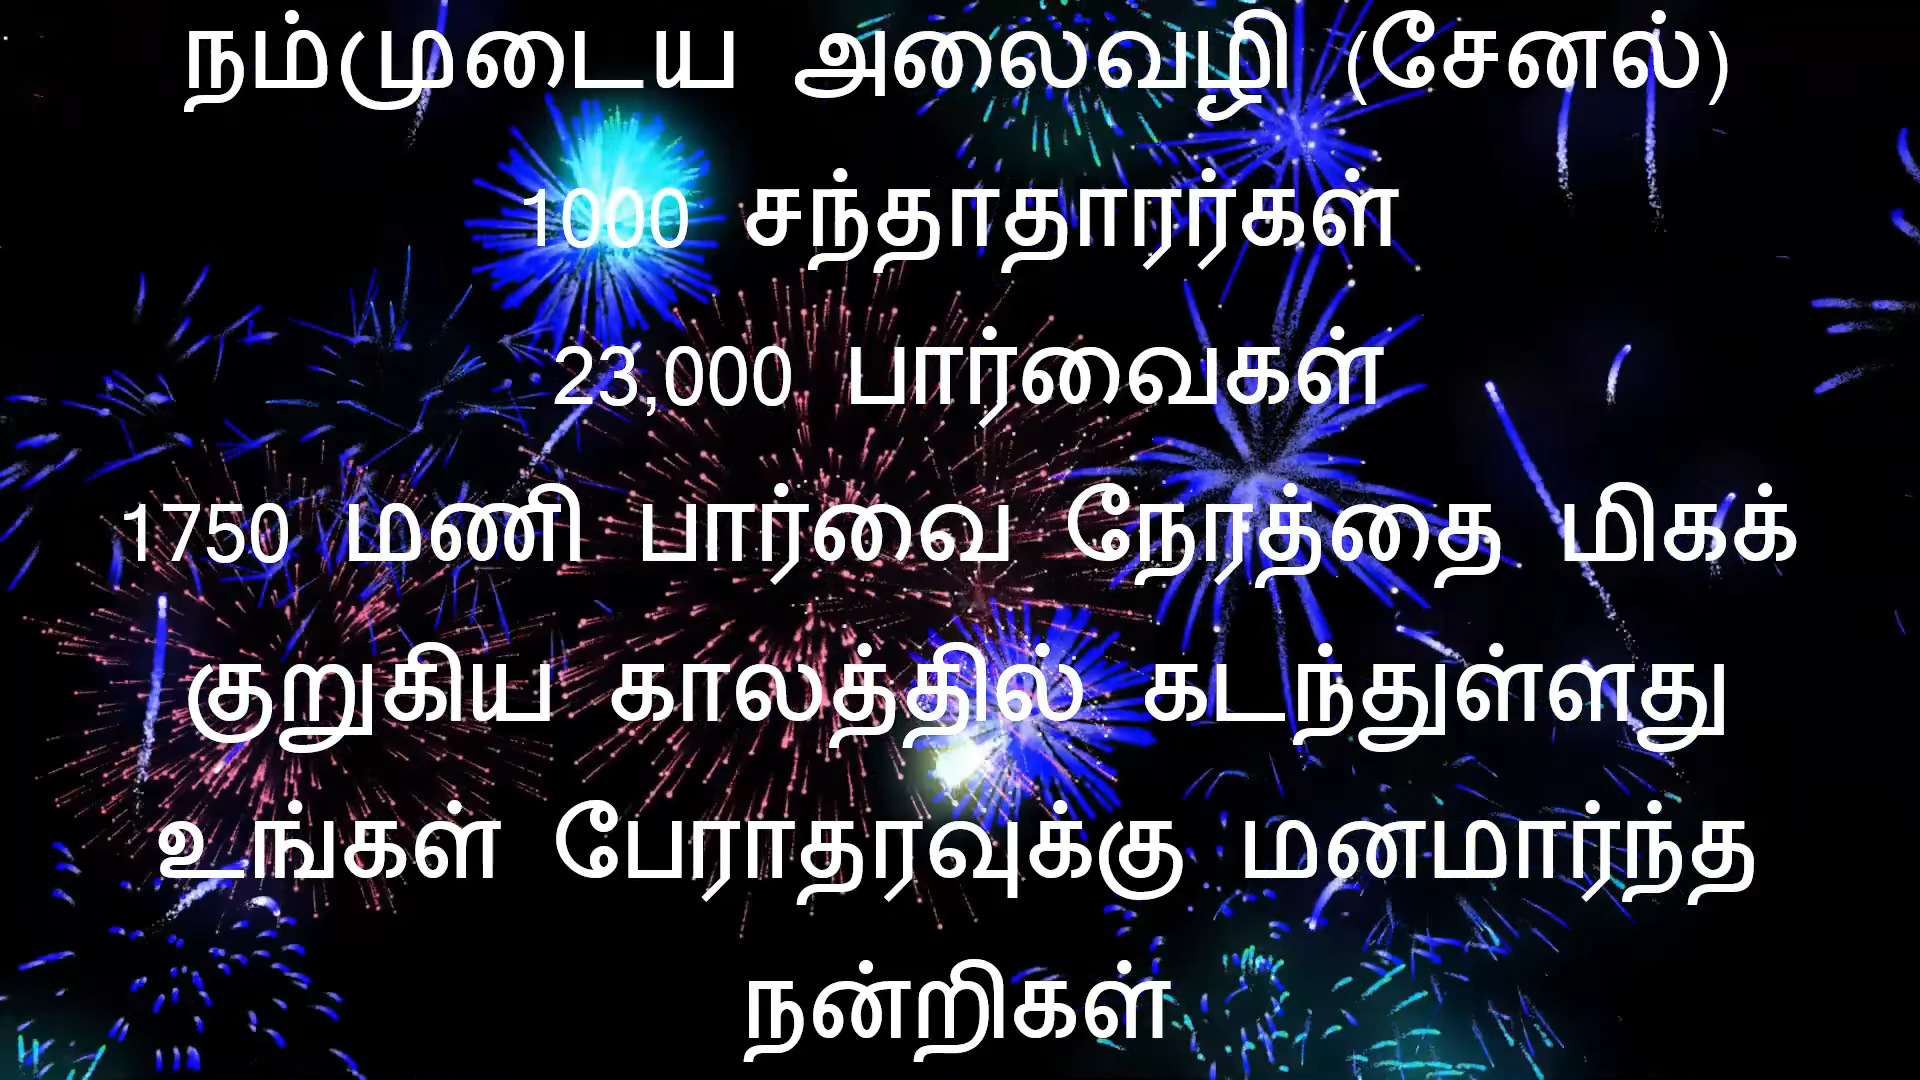 நம்முடைய அலைவழி (சேனல்)
1000 சந்தாதாரர்கள்
23,000 பார்வைகள்
1750 மணி பார்வை நேரத்தை மிகக்
குறுகிய காலத்தில் கடந்துள்ளது
உங்கள் பேராதரவுக்கு மனமார்ந்த
நன்றிகள்